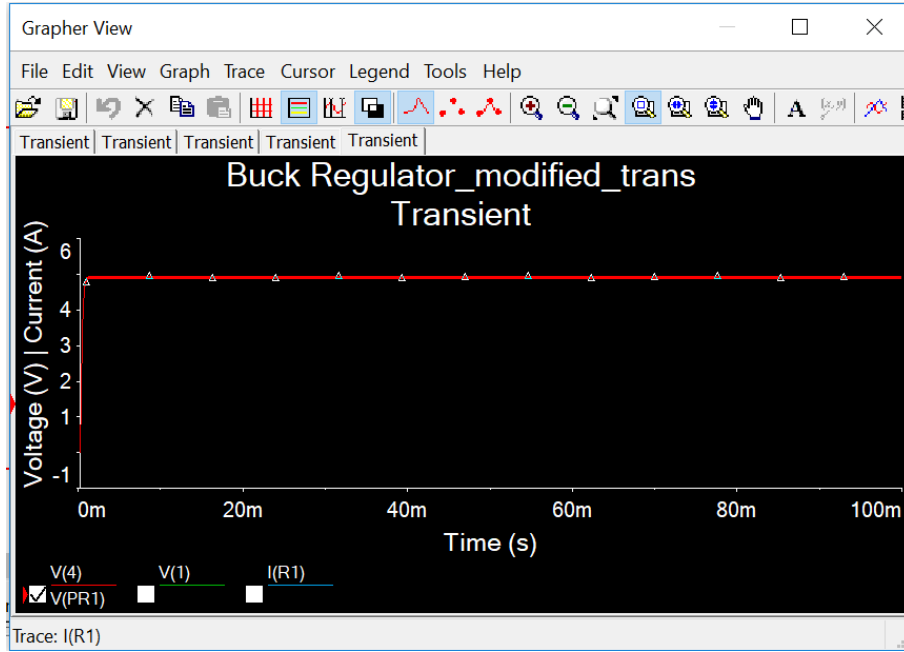 Grapher View
File Edit View Graph Trace Cursor Legend Tools Help
A (x,y)
Transient Transient Transient Transient Transient
Buck Regulator_modified_trans
Transient
Voltage (V) | Current (A)
6
4
3
2
1
-1
0m 20m 40m 60m 80m 100m
Time (s)
V(4) V(1) I(R1)
V(PR1)
Trace: I(R1)